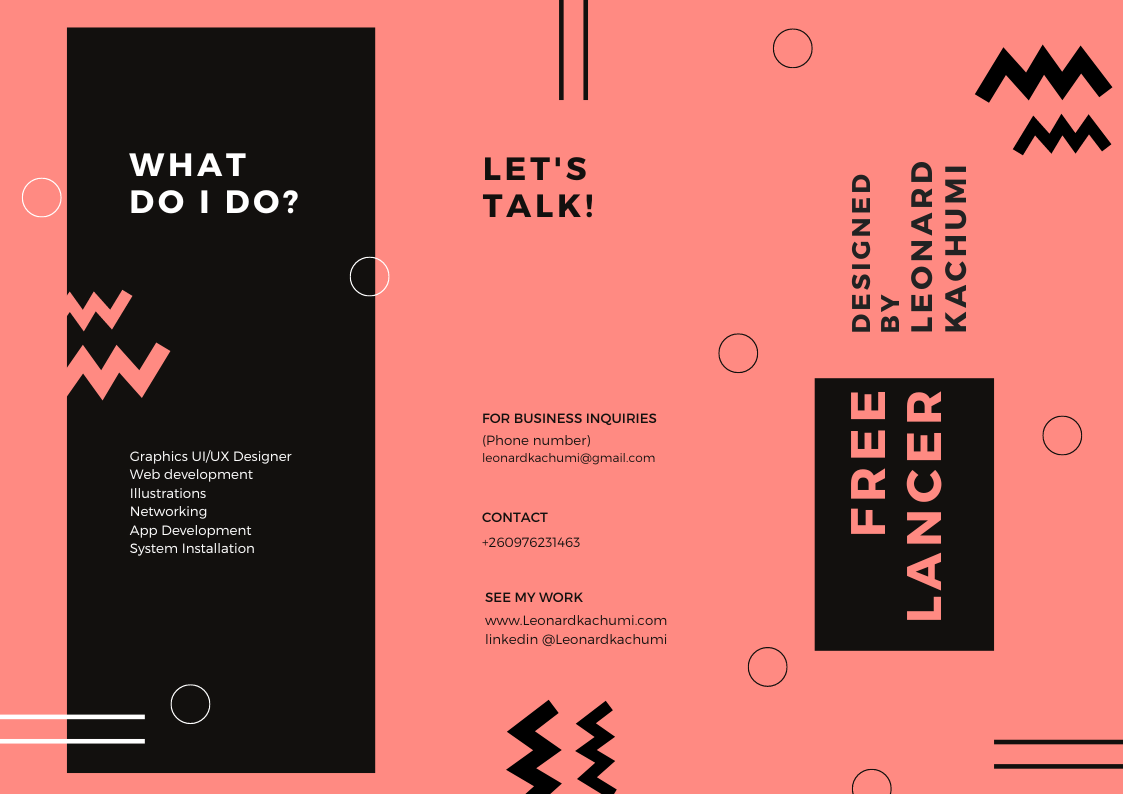 WHAT
DO I DO?
Graphics UI/UX Designer
Web development
Illustrations
Networking
App Development
System Installation
LET'S
TALK!
FOR BUSINESS INQUIRIES
(Phone number)
leonardkachumi@gmail.com
CONTACT
+260976231463
SEE MY WORK
www.Leonardkachumi.com
linkedin @Leonardkachumi
DESIGNED
BY
LEONARD
KACHUMI
FREE
LANCER